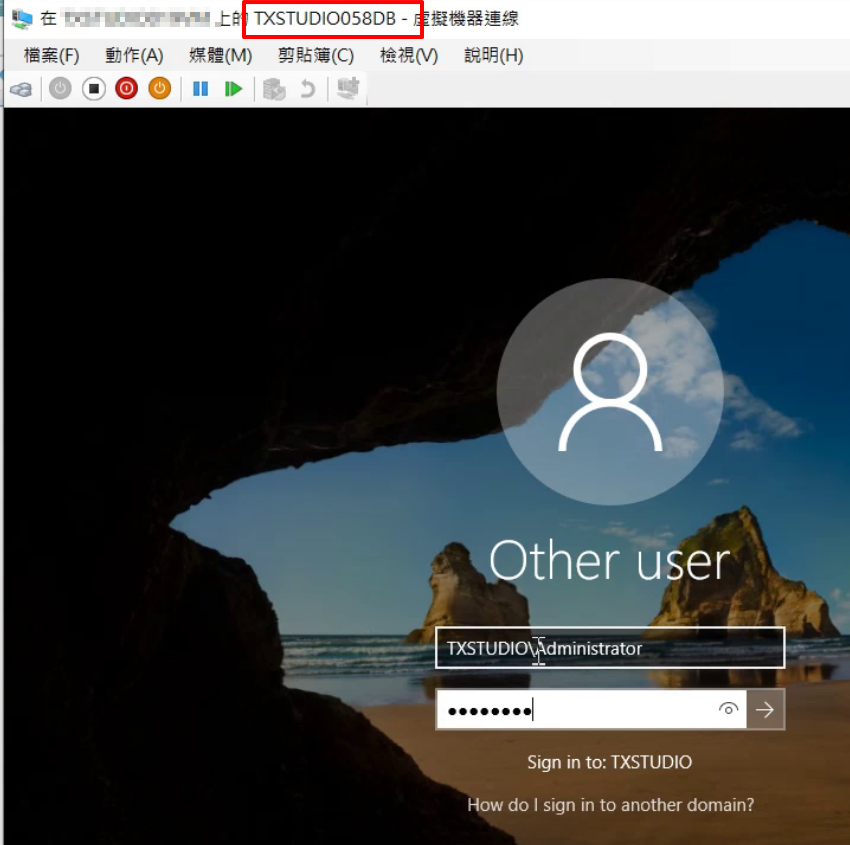 在 上的 TXSTUDIO058DB - 虛擬機器連線
檔案(F) 動作(A) 媒體(M) 剪貼簿(C) 檢視(V) 說明(H)
Other user
TXSTUDIO\Administrator
Sign in to: TXSTUDIO
How do I sign in to another domain?